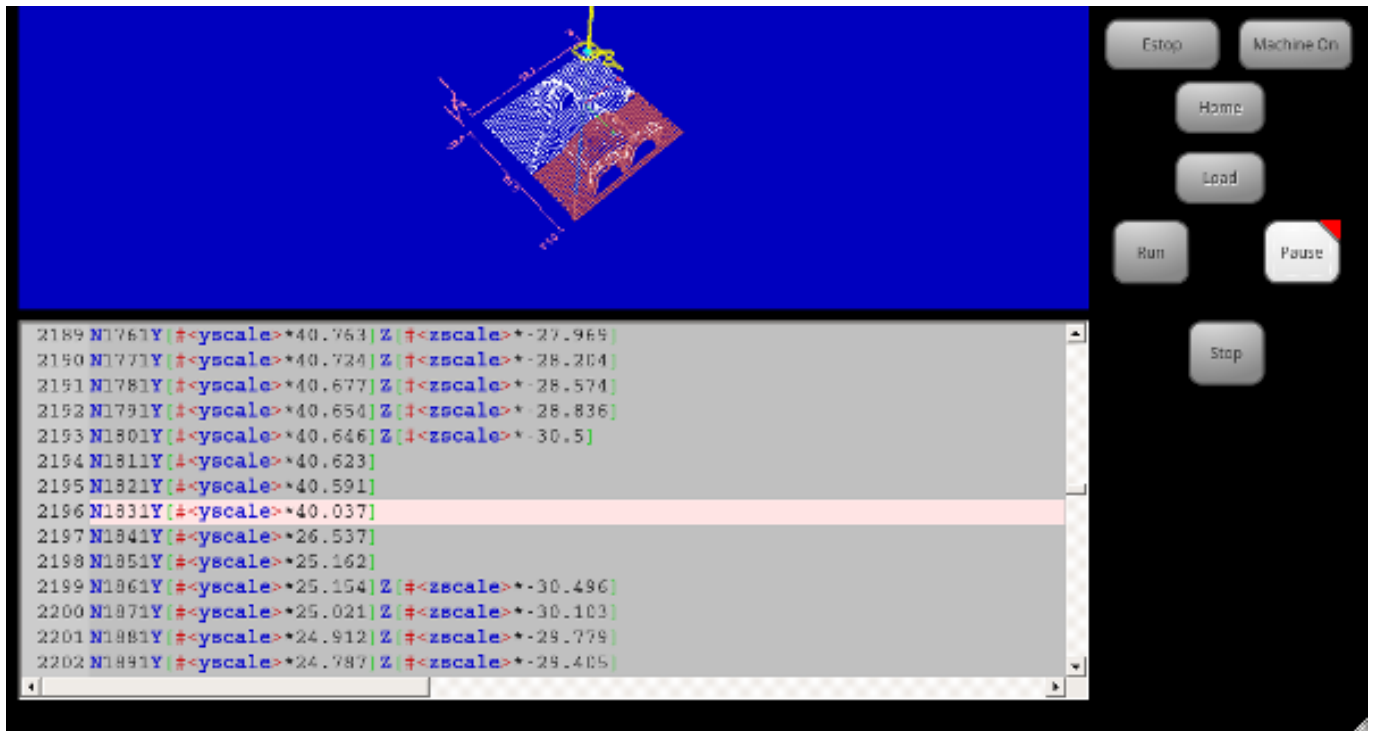 Estop
Machine On
Home
Load
Run
Pause
Stop
2189 N1761Y[#<yscale>*40.763]Z[#<zscale>*-27.969]
2190 N1771Y[#<yscale>*40.724]Z[#<zscale>*-28.204]
2191 N1781Y[#<yscale>*40.677]Z[#<zscale>*-28.574]
2192 N1791Y[#<yscale>*40.654]Z[#<zscale>*-28.836]
2193 N1801Y[#<yscale>*40.646]Z[#<zscale>*-30.5]
2194 N1811Y[#<yscale>*40.623]
2195 N1821Y[#<yscale>*40.591]
2196 N1831Y[#<yscale>*40.037]
2197 N1841Y[#<yscale>*26.537]
2198 N1851Y[#<yscale>*25.162]
2199 N1861Y[#<yscale>*25.154]Z[#<zscale>*-30.496]
2200 N1871Y[#<yscale>*25.021]Z[#<zscale>*-30.103]
2201 N1881Y[#<yscale>*24.912]Z[#<zscale>*-29.779]
2202 N1891Y[#<yscale>*24.787]Z[#<zscale>*-29.405]